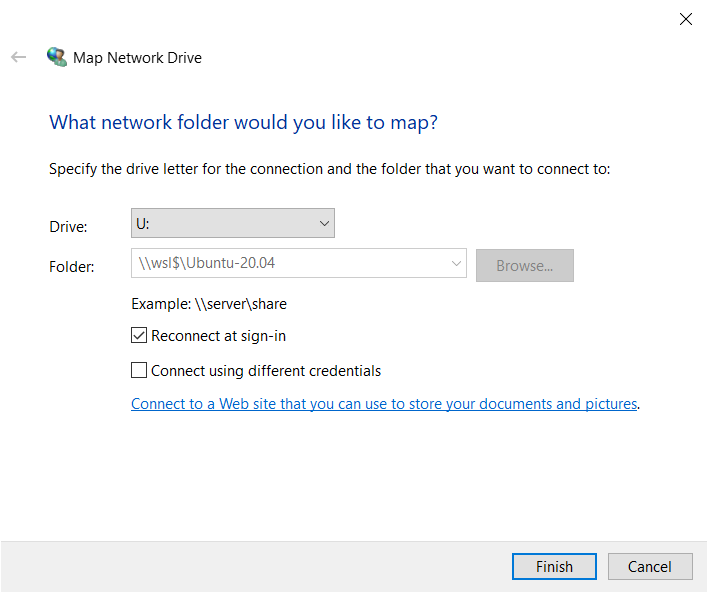 Map Network Drive
What network folder would you like to map?
Specify the drive letter for the connection and the folder that you want to connect to:
Drive: U:
Folder: \\wsl$\Ubuntu-20.04 Browse...
Example: \\server\share
Reconnect at sign-in
Connect using different credentials
Connect to a Web site that you can use to store your documents and pictures.
Finish Cancel